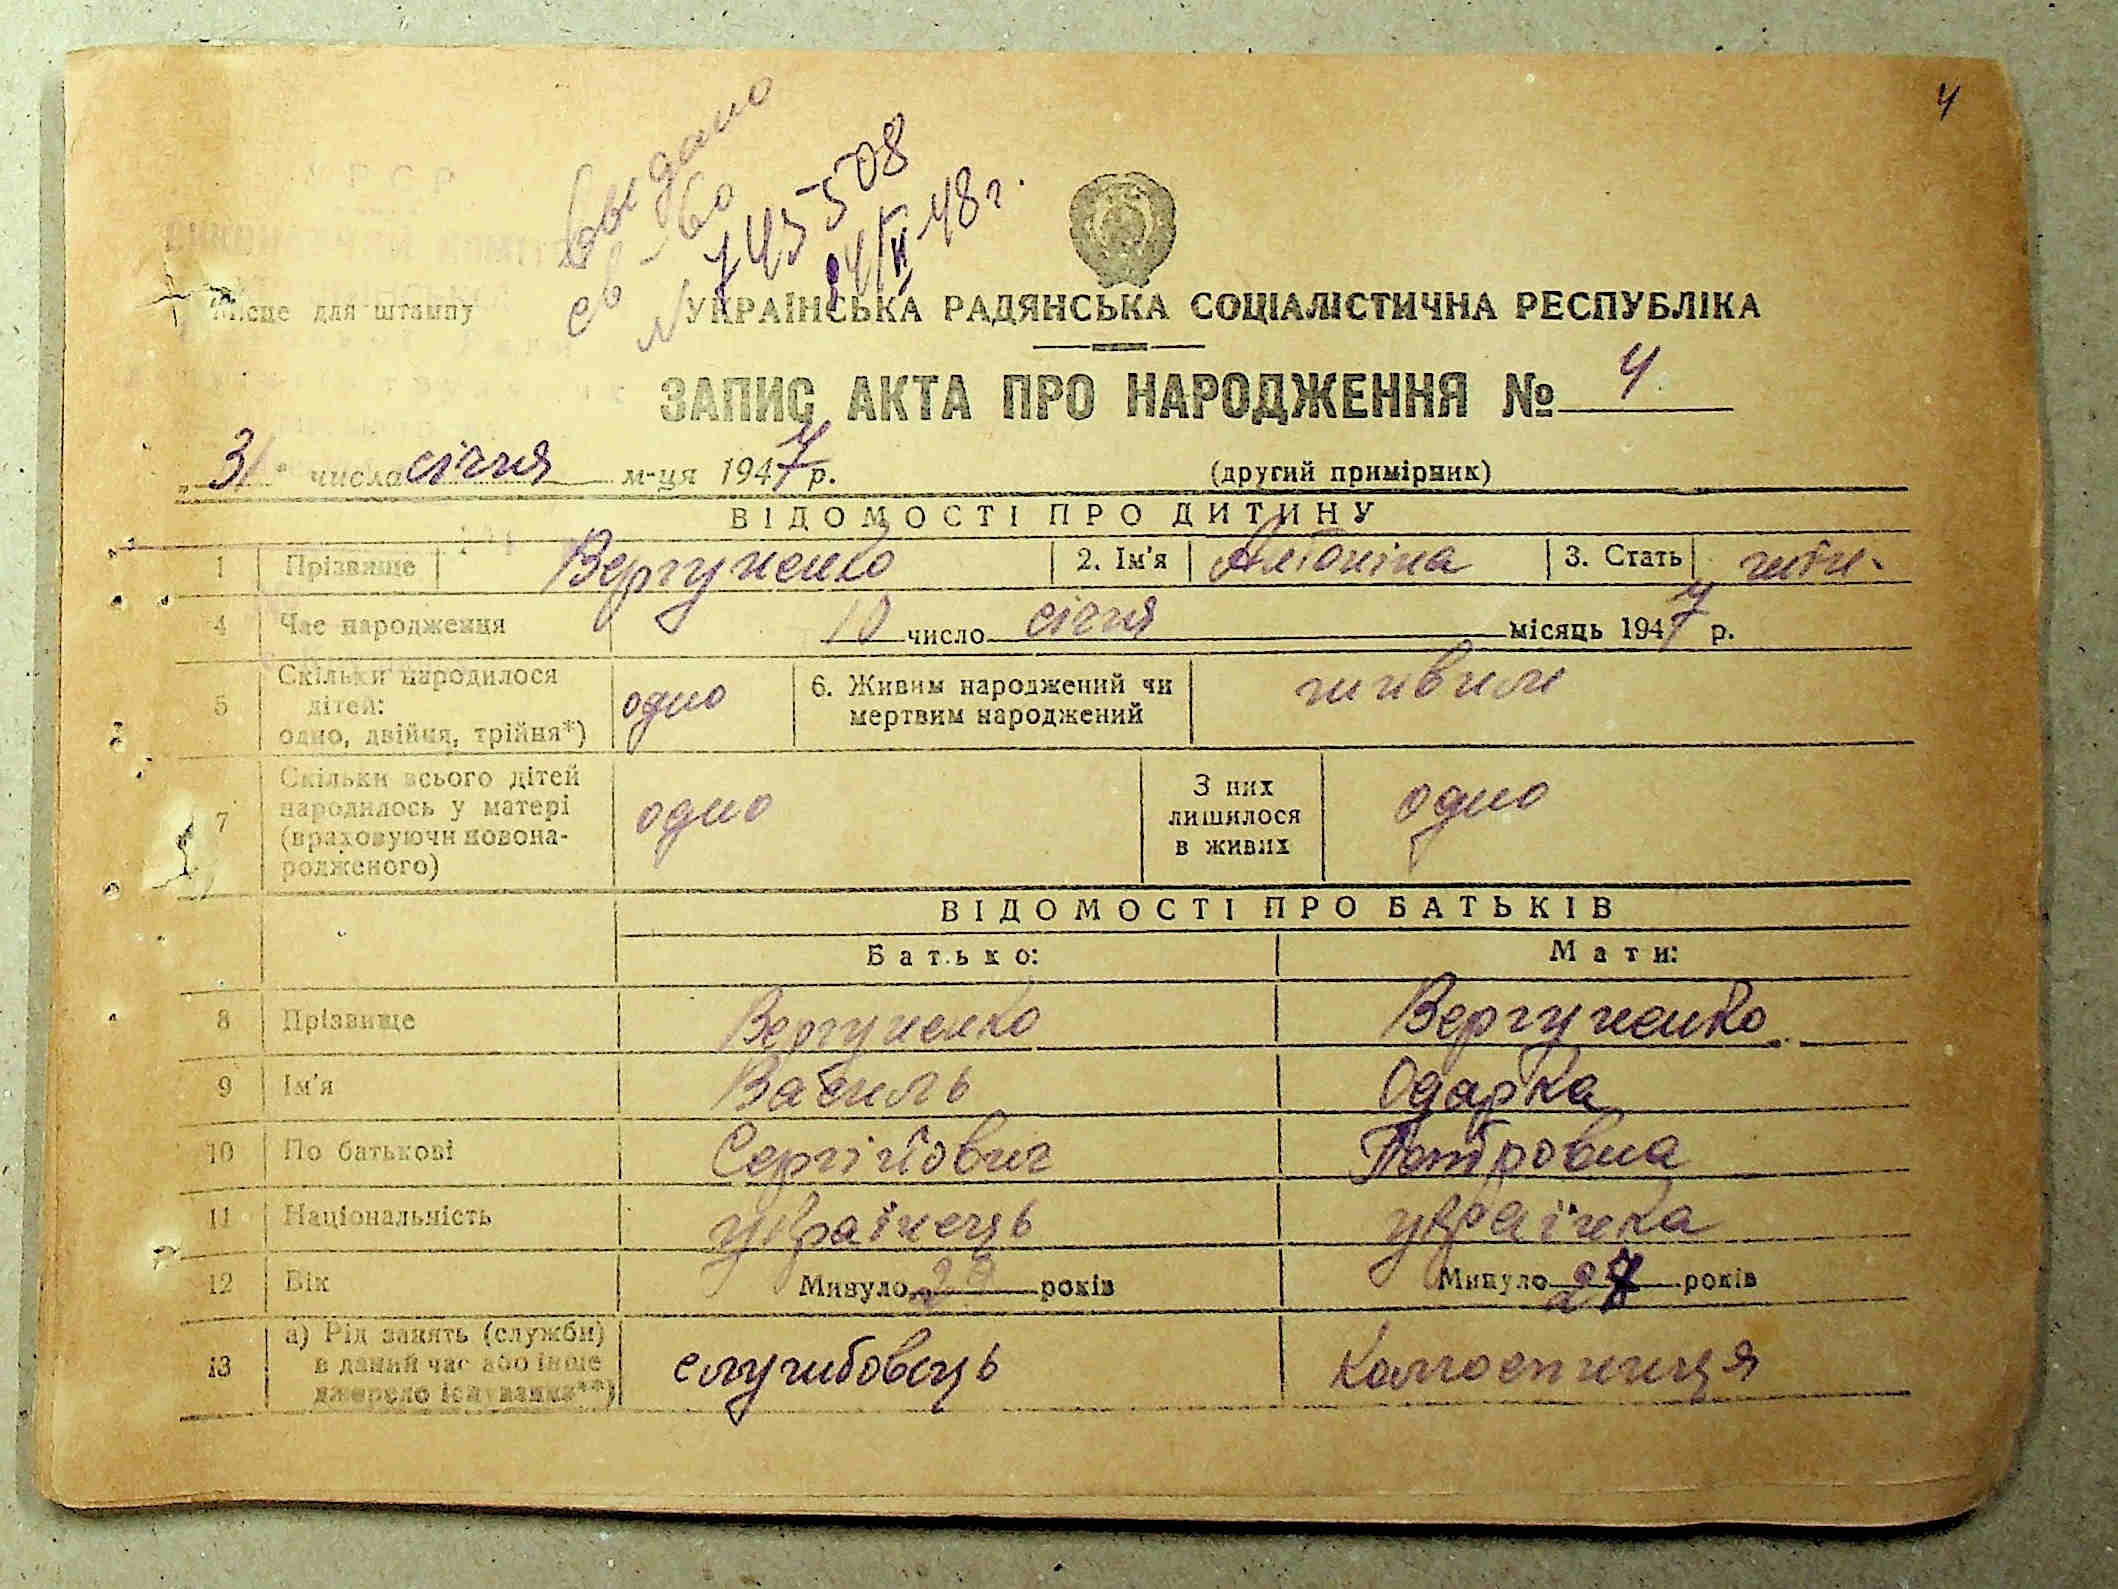 4
выдано
св-во
№ 743508
24/II-48 г.
Місце для штампу
УКРАЇНСЬКА РАДЯНСЬКА СОЦІАЛІСТИЧНА РЕСПУБЛІКА
ЗАПИС АКТА ПРО НАРОДЖЕННЯ № 4
„31“ числа січня м-ця 1947 р. (другий примірник)
ВІДОМОСТІ ПРО ДИТИНУ
1 Прізвище Вергуненко 2. Ім'я Антоніна 3. Стать жін.
4 Час народження 10 число січня місяць 1947 р.
5 Скільки народилося дітей: одно, двійня, трійня*) одно 6. Живим народжений чи мертвим народжений живим
7 Скільки всього дітей народилось у матері (враховуючи новонародженого) одно З них лишилося в живих одно
ВІДОМОСТІ ПРО БАТЬКІВ
Батько: Мати:
8 Прізвище Вергуненко Вергуненко
9 Ім'я Василь Одарка
10 По батькові Сергійович Петровна
11 Національність українець українка
12 Вік Минуло років Минуло 27 років
13 а) Рід занять (служби) в даний час або інше джерело існування**) службовець колгоспниця